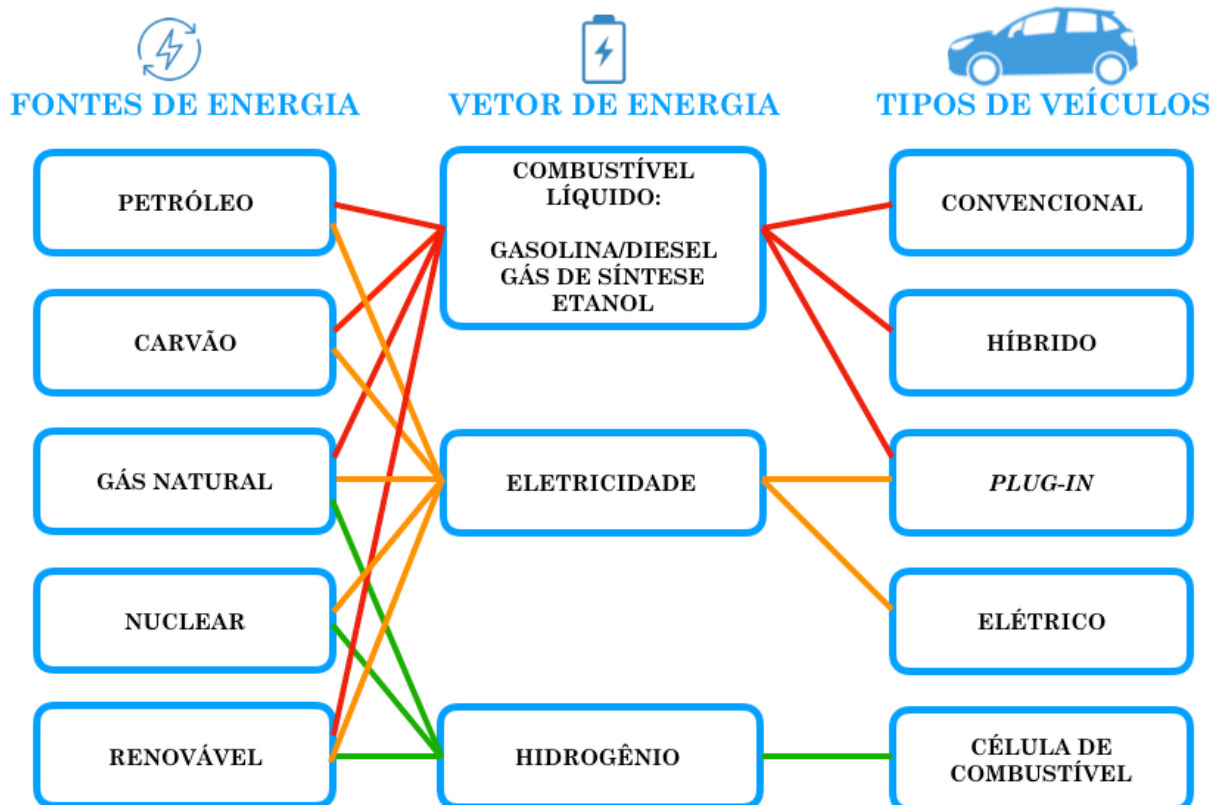 FONTES DE ENERGIA
VETOR DE ENERGIA
TIPOS DE VEÍCULOS
PETRÓLEO
CARVÃO
GÁS NATURAL
NUCLEAR
RENOVÁVEL
COMBUSTÍVEL
LÍQUIDO:
GASOLINA/DIESEL
GÁS DE SÍNTESE
ETANOL
ELETRICIDADE
HIDROGÊNIO
CONVENCIONAL
HÍBRIDO
PLUG-IN
ELÉTRICO
CÉLULA DE
COMBUSTÍVEL